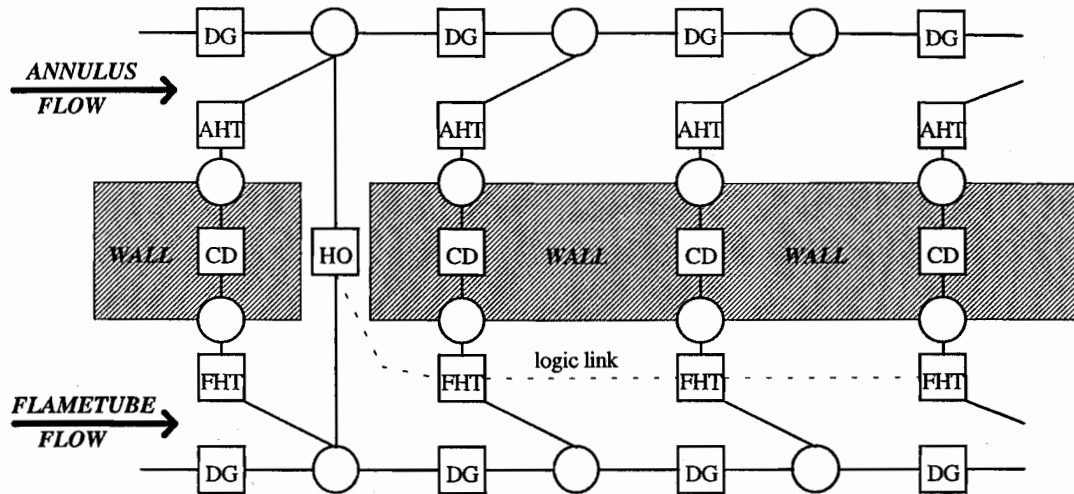 DG DG DG DG
ANNULUS
FLOW
AHT AHT AHT AHT
WALL CD HO CD WALL CD WALL CD
logic link
FHT FHT FHT FHT
FLAMETUBE
FLOW
DG DG DG DG